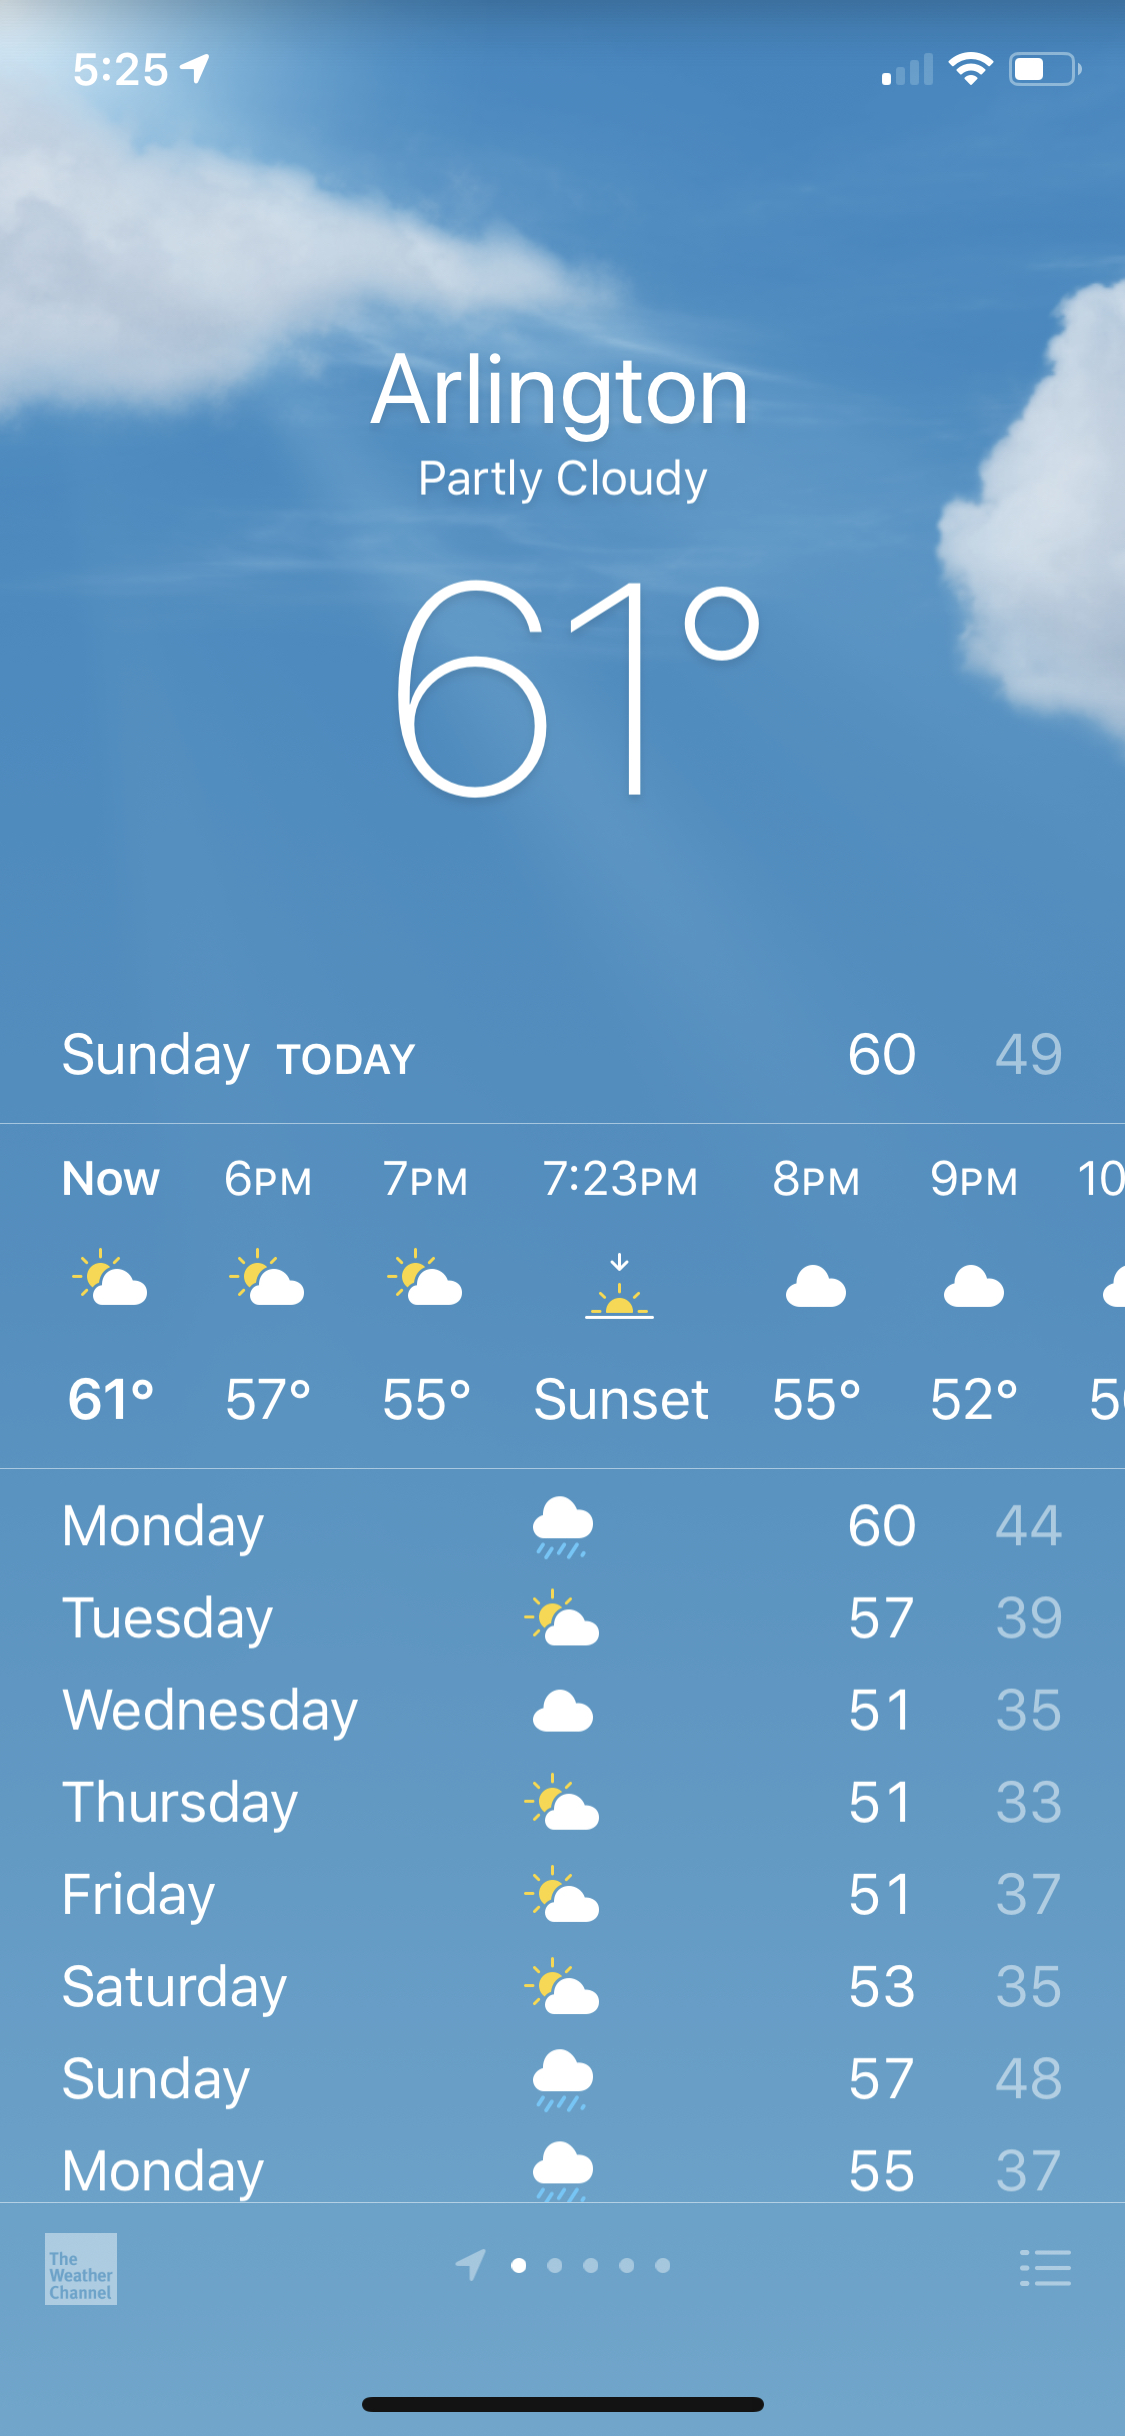 5:25
Arlington
Partly Cloudy
61°
Sunday TODAY 60 49
Now 6PM 7PM 7:23PM 8PM 9PM 10
61° 57° 55° Sunset 55° 52°
Monday 60 44
Tuesday 57 39
Wednesday 51 35
Thursday 51 33
Friday 51 37
Saturday 53 35
Sunday 57 48
Monday 55 37
The
Weather
Channel